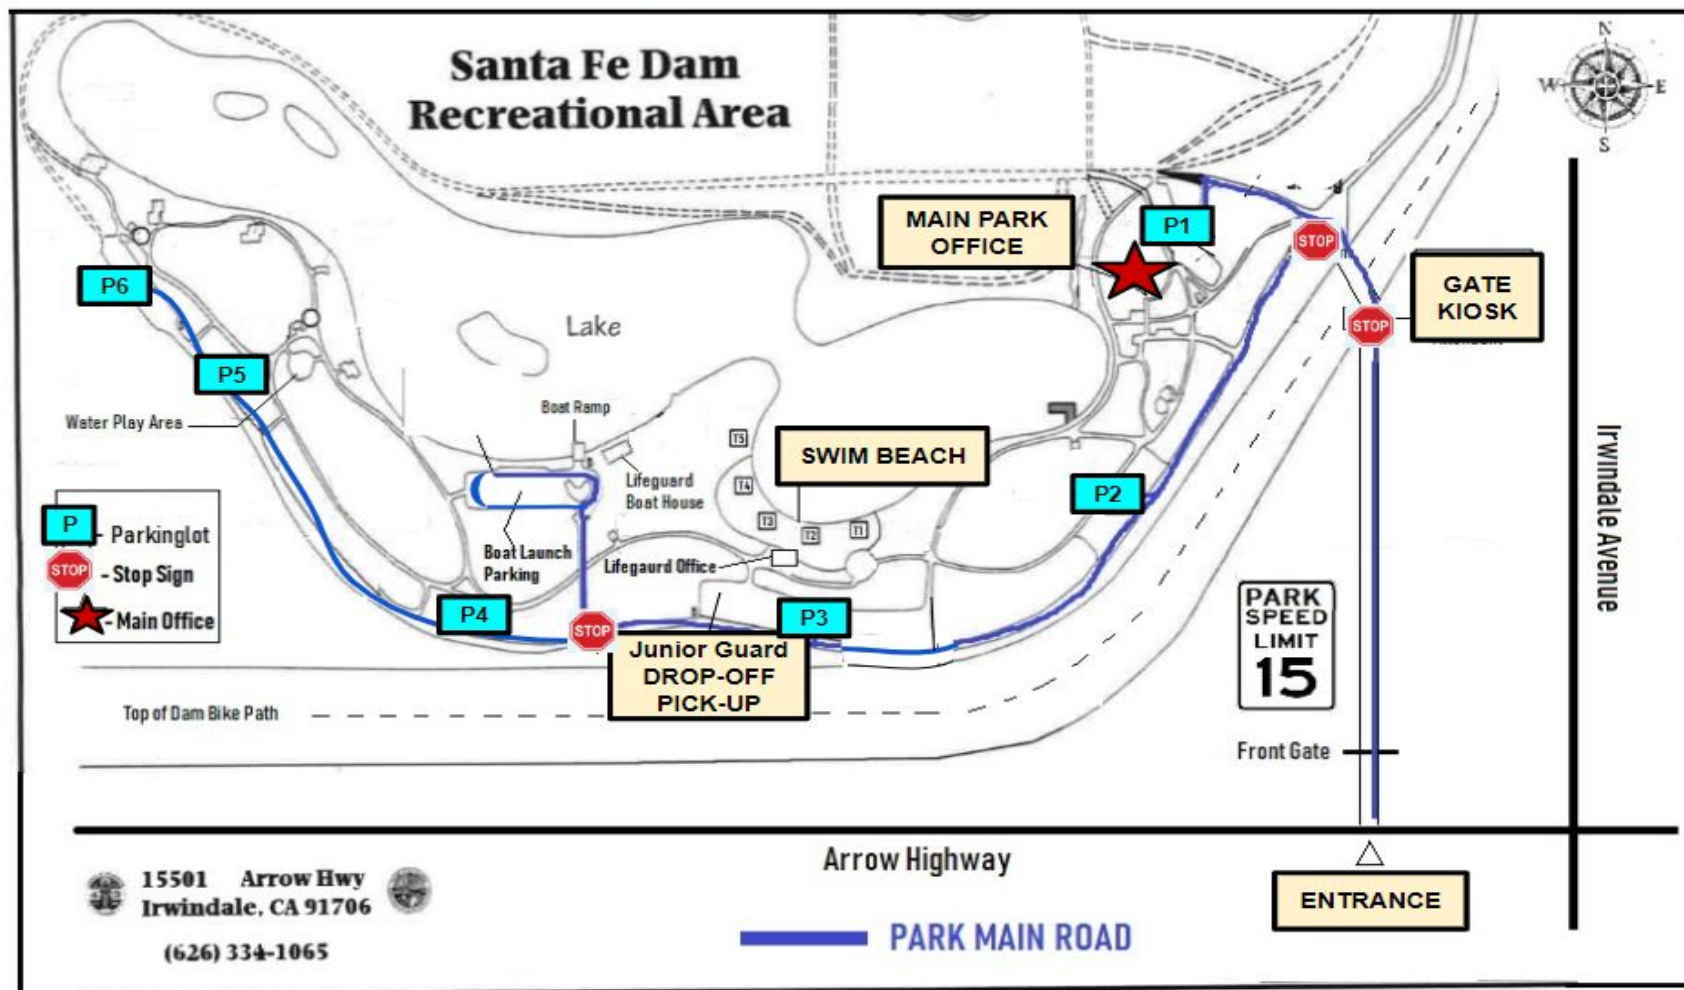 Santa Fe Dam
Recreational Area
N
W
E
S
MAIN PARK
OFFICE
P1
STOP
GATE
KIOSK
STOP
P6
P5
Lake
Water Play Area
Boat Ramp
T5
SWIM BEACH
Lifeguard
Boat House
T4
T3
T2
T1
P2
Irwindale Avenue
P
- Parkinglot
STOP
- Stop Sign
- Main Office
Boat Launch
Parking
Lifegaurd Office
P4
STOP
P3
Junior Guard
DROP-OFF
PICK-UP
PARK
SPEED
LIMIT
15
Top of Dam Bike Path
Front Gate
Arrow Highway
15501 Arrow Hwy
Irwindale, CA 91706
(626) 334-1065
PARK MAIN ROAD
ENTRANCE